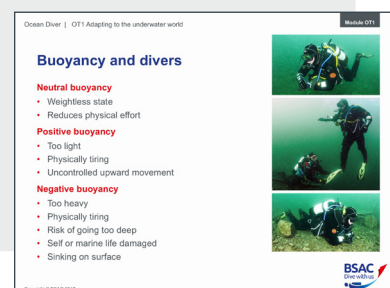 Ocean Diver | OT1 Adapting to the underwater world
Module OT1
Buoyancy and divers
Neutral buoyancy
• Weightless state
• Reduces physical effort
Positive buoyancy
• Too light
• Physically tiring
• Uncontrolled upward movement
Negative buoyancy
• Too heavy
• Physically tiring
• Risk of going too deep
• Self or marine life damaged
• Sinking on surface
BSAC
Dive with us